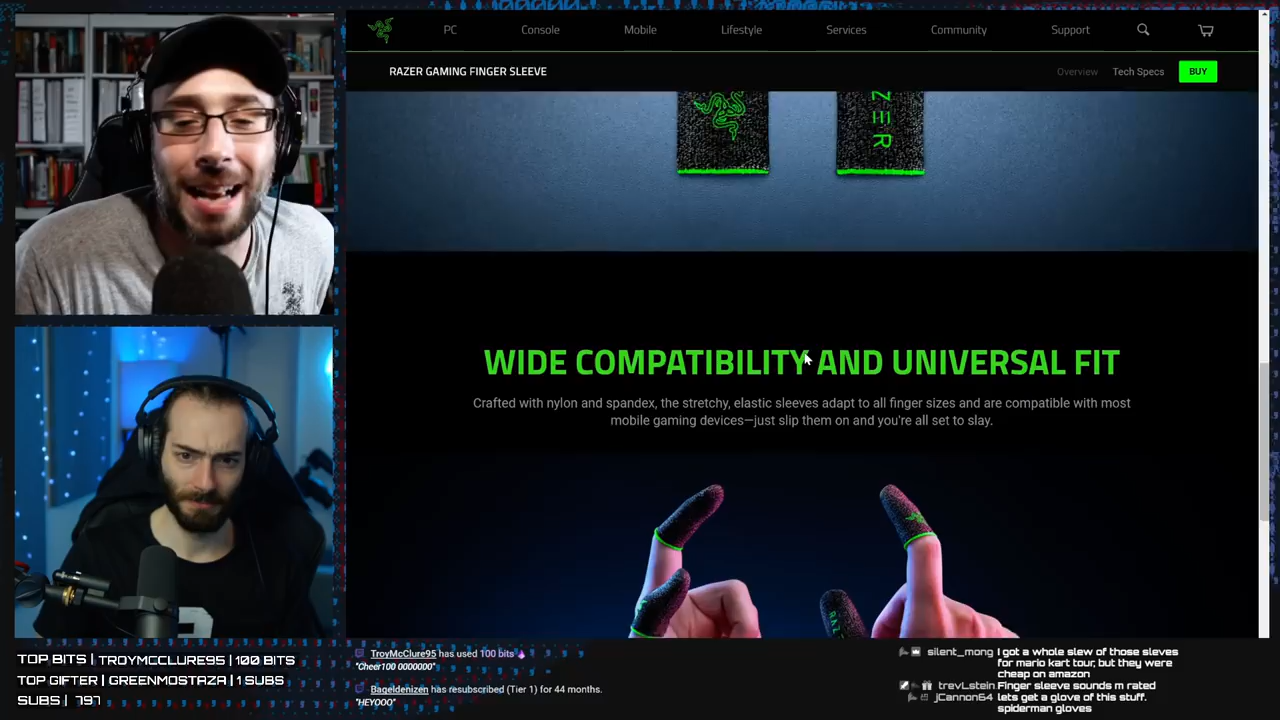 PC Console Mobile Lifestyle Services Community Support
RAZER GAMING FINGER SLEEVE Overview Tech Specs BUY
ZER
WIDE COMPATIBILITY AND UNIVERSAL FIT
Crafted with nylon and spandex, the stretchy, elastic sleeves adapt to all finger sizes and are compatible with most
mobile gaming devices—just slip them on and you're all set to slay.
RAZ
TOP BITS | TROYMCCLURE95 | 100 BITS
TOP GIFTER | GREENMOSTAZA | 1 SUBS
SUBS | 797
TroyMcClure95 has used 100 bits
"Cheer100 0000000"
Bageldenizen has resubscribed (Tier 1) for 44 months.
"HEYOOO"
silent_mong I got a whole slew of those sleves
for mario kart tour, but they were
cheap on amazon
trevLstein Finger sleeve sounds m rated
jCannon64 lets get a glove of this stuff.
spiderman gloves